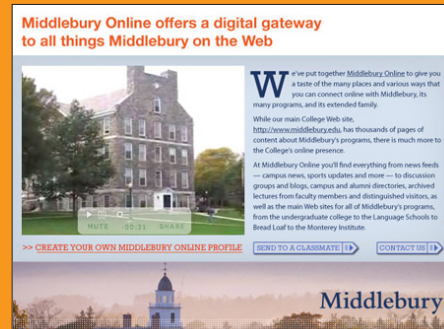 Middlebury Online offers a digital gateway
to all things Middlebury on the Web
We've put together Middlebury Online to give you
a taste of the many places and various ways that
you can connect online with Middlebury, its
many programs, and its extended family.
While our main College Web site,
http://www.middlebury.edu, has thousands of pages of
content about Middlebury's programs, there is much more to
the College's online presence.
At Middlebury Online you'll find everything from news feeds
— campus news, sports updates and more — to discussion
groups and blogs, campus and alumni directories, archived
lectures from faculty members and distinguished visitors, as
well as the main Web sites for all of Middlebury's programs,
from the undergraduate college to the Language Schools to
Bread Loaf to the Monterey Institute.
MUTE -00:31 SHARE
>> CREATE YOUR OWN MIDDLEBURY ONLINE PROFILE
SEND TO A CLASSMATE
CONTACT US
Middlebury